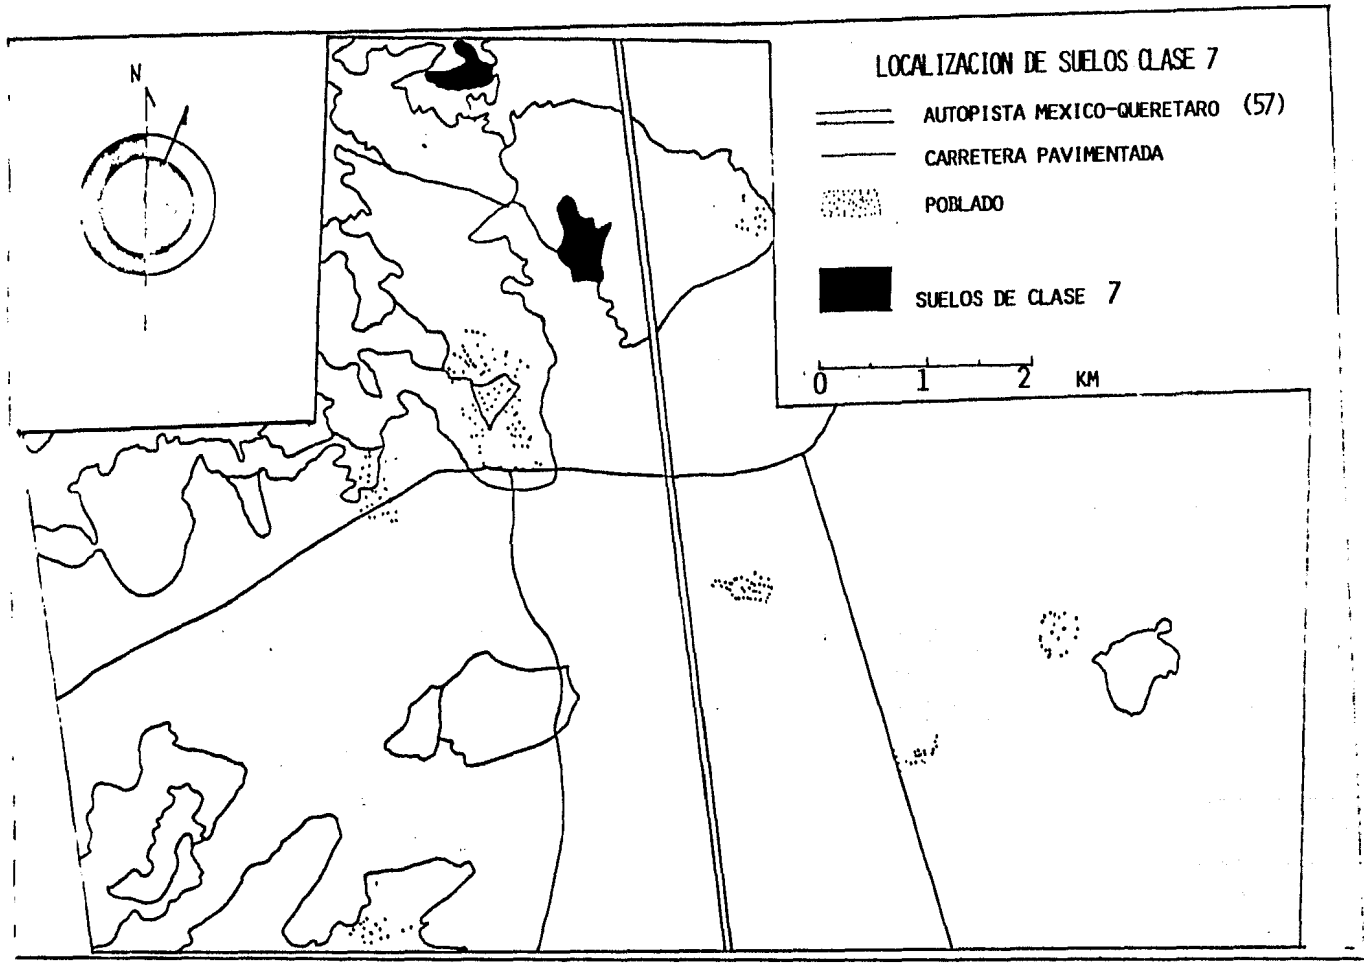 N
LOCALIZACION DE SUELOS CLASE 7
AUTOPISTA MEXICO-QUERETARO (57)
CARRETERA PAVIMENTADA
POBLADO
SUELOS DE CLASE 7
0 1 2 KM